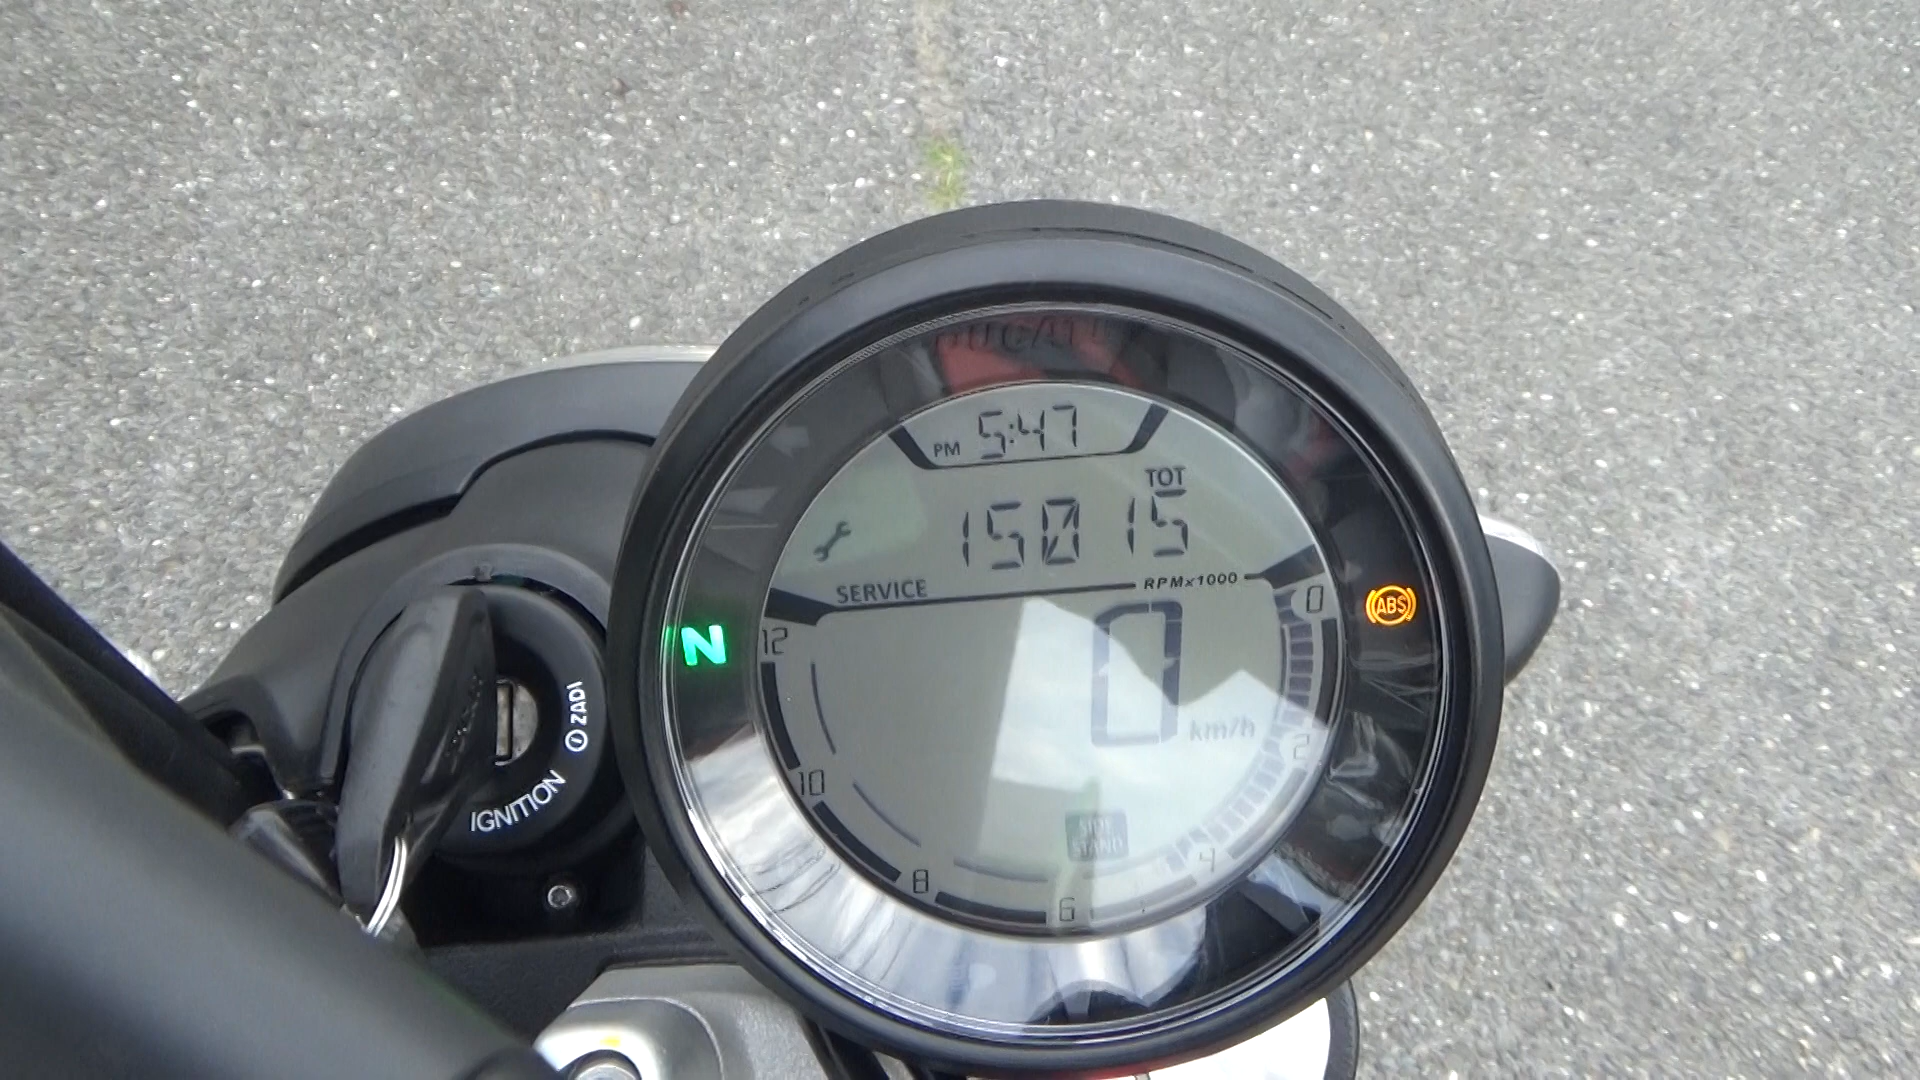 DUCATI
PM 5:47
TOT
15015
SERVICE
RPMx1000
0
N
ABS
12
0
km/h
2
10
SIDE
STAND
4
8
6
ZADI
IGNITION